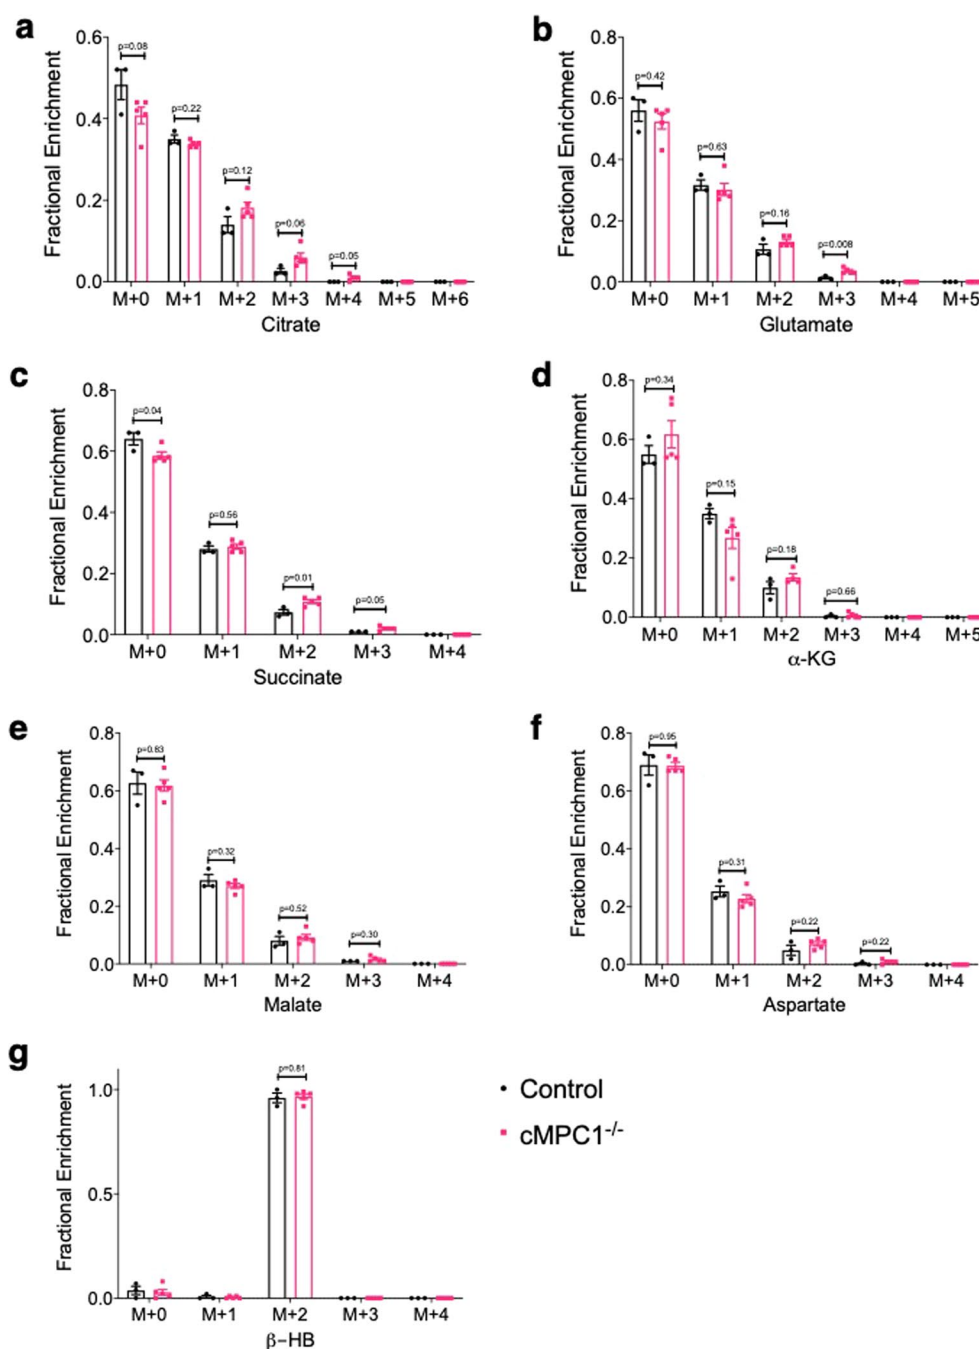 a
Fractional Enrichment
0.6
0.4
0.2
0.0
p=0.08
p=0.22
p=0.12
p=0.06
p=0.05
M+0 M+1 M+2 M+3 M+4 M+5 M+6
Citrate
b
Fractional Enrichment
0.8
0.6
0.4
0.2
0.0
p=0.42
p=0.63
p=0.16
p=0.008
M+0 M+1 M+2 M+3 M+4 M+5
Glutamate
c
Fractional Enrichment
0.8
0.6
0.4
0.2
0.0
p=0.04
p=0.56
p=0.01
p=0.05
M+0 M+1 M+2 M+3 M+4
Succinate
d
Fractional Enrichment
0.8
0.6
0.4
0.2
0.0
p=0.34
p=0.15
p=0.18
p=0.66
M+0 M+1 M+2 M+3 M+4 M+5
α-KG
e
Fractional Enrichment
0.8
0.6
0.4
0.2
0.0
p=0.83
p=0.32
p=0.52
p=0.30
M+0 M+1 M+2 M+3 M+4
Malate
f
Fractional Enrichment
0.8
0.6
0.4
0.2
0.0
p=0.95
p=0.31
p=0.22
p=0.22
M+0 M+1 M+2 M+3 M+4
Aspartate
g
Fractional Enrichment
1.0
0.5
0.0
p=0.81
M+0 M+1 M+2 M+3 M+4
β-HB
Control
cMPC1-/-